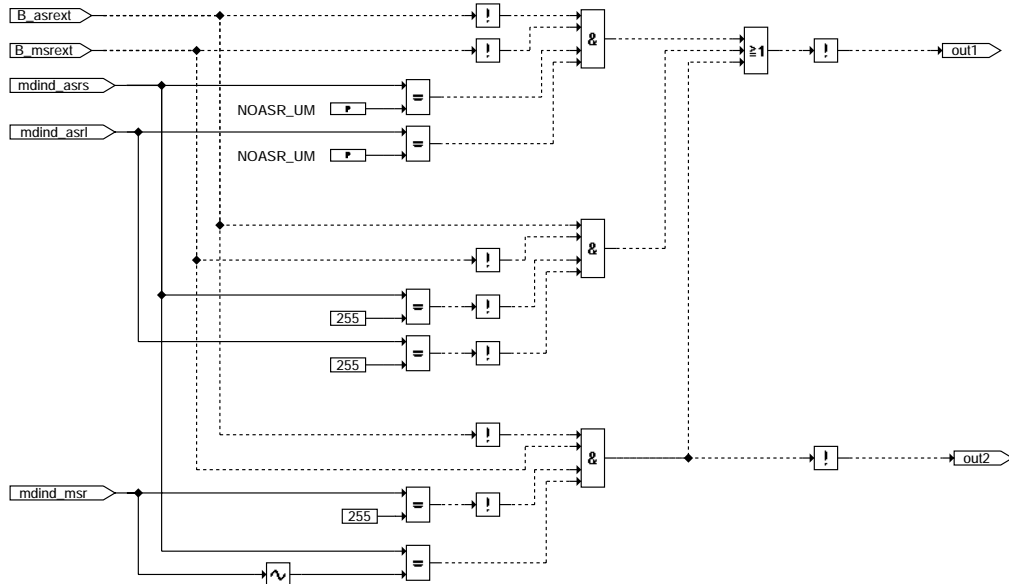 B_asrext
!
&
B_msrext
!
≧1
!
out1
mdind_asrs
=
NOASR_UM
P
mdind_asrl
=
NOASR_UM
P
&
!
=
!
255
=
!
255
!
&
!
out2
mdind_msr
=
!
255
=
∿